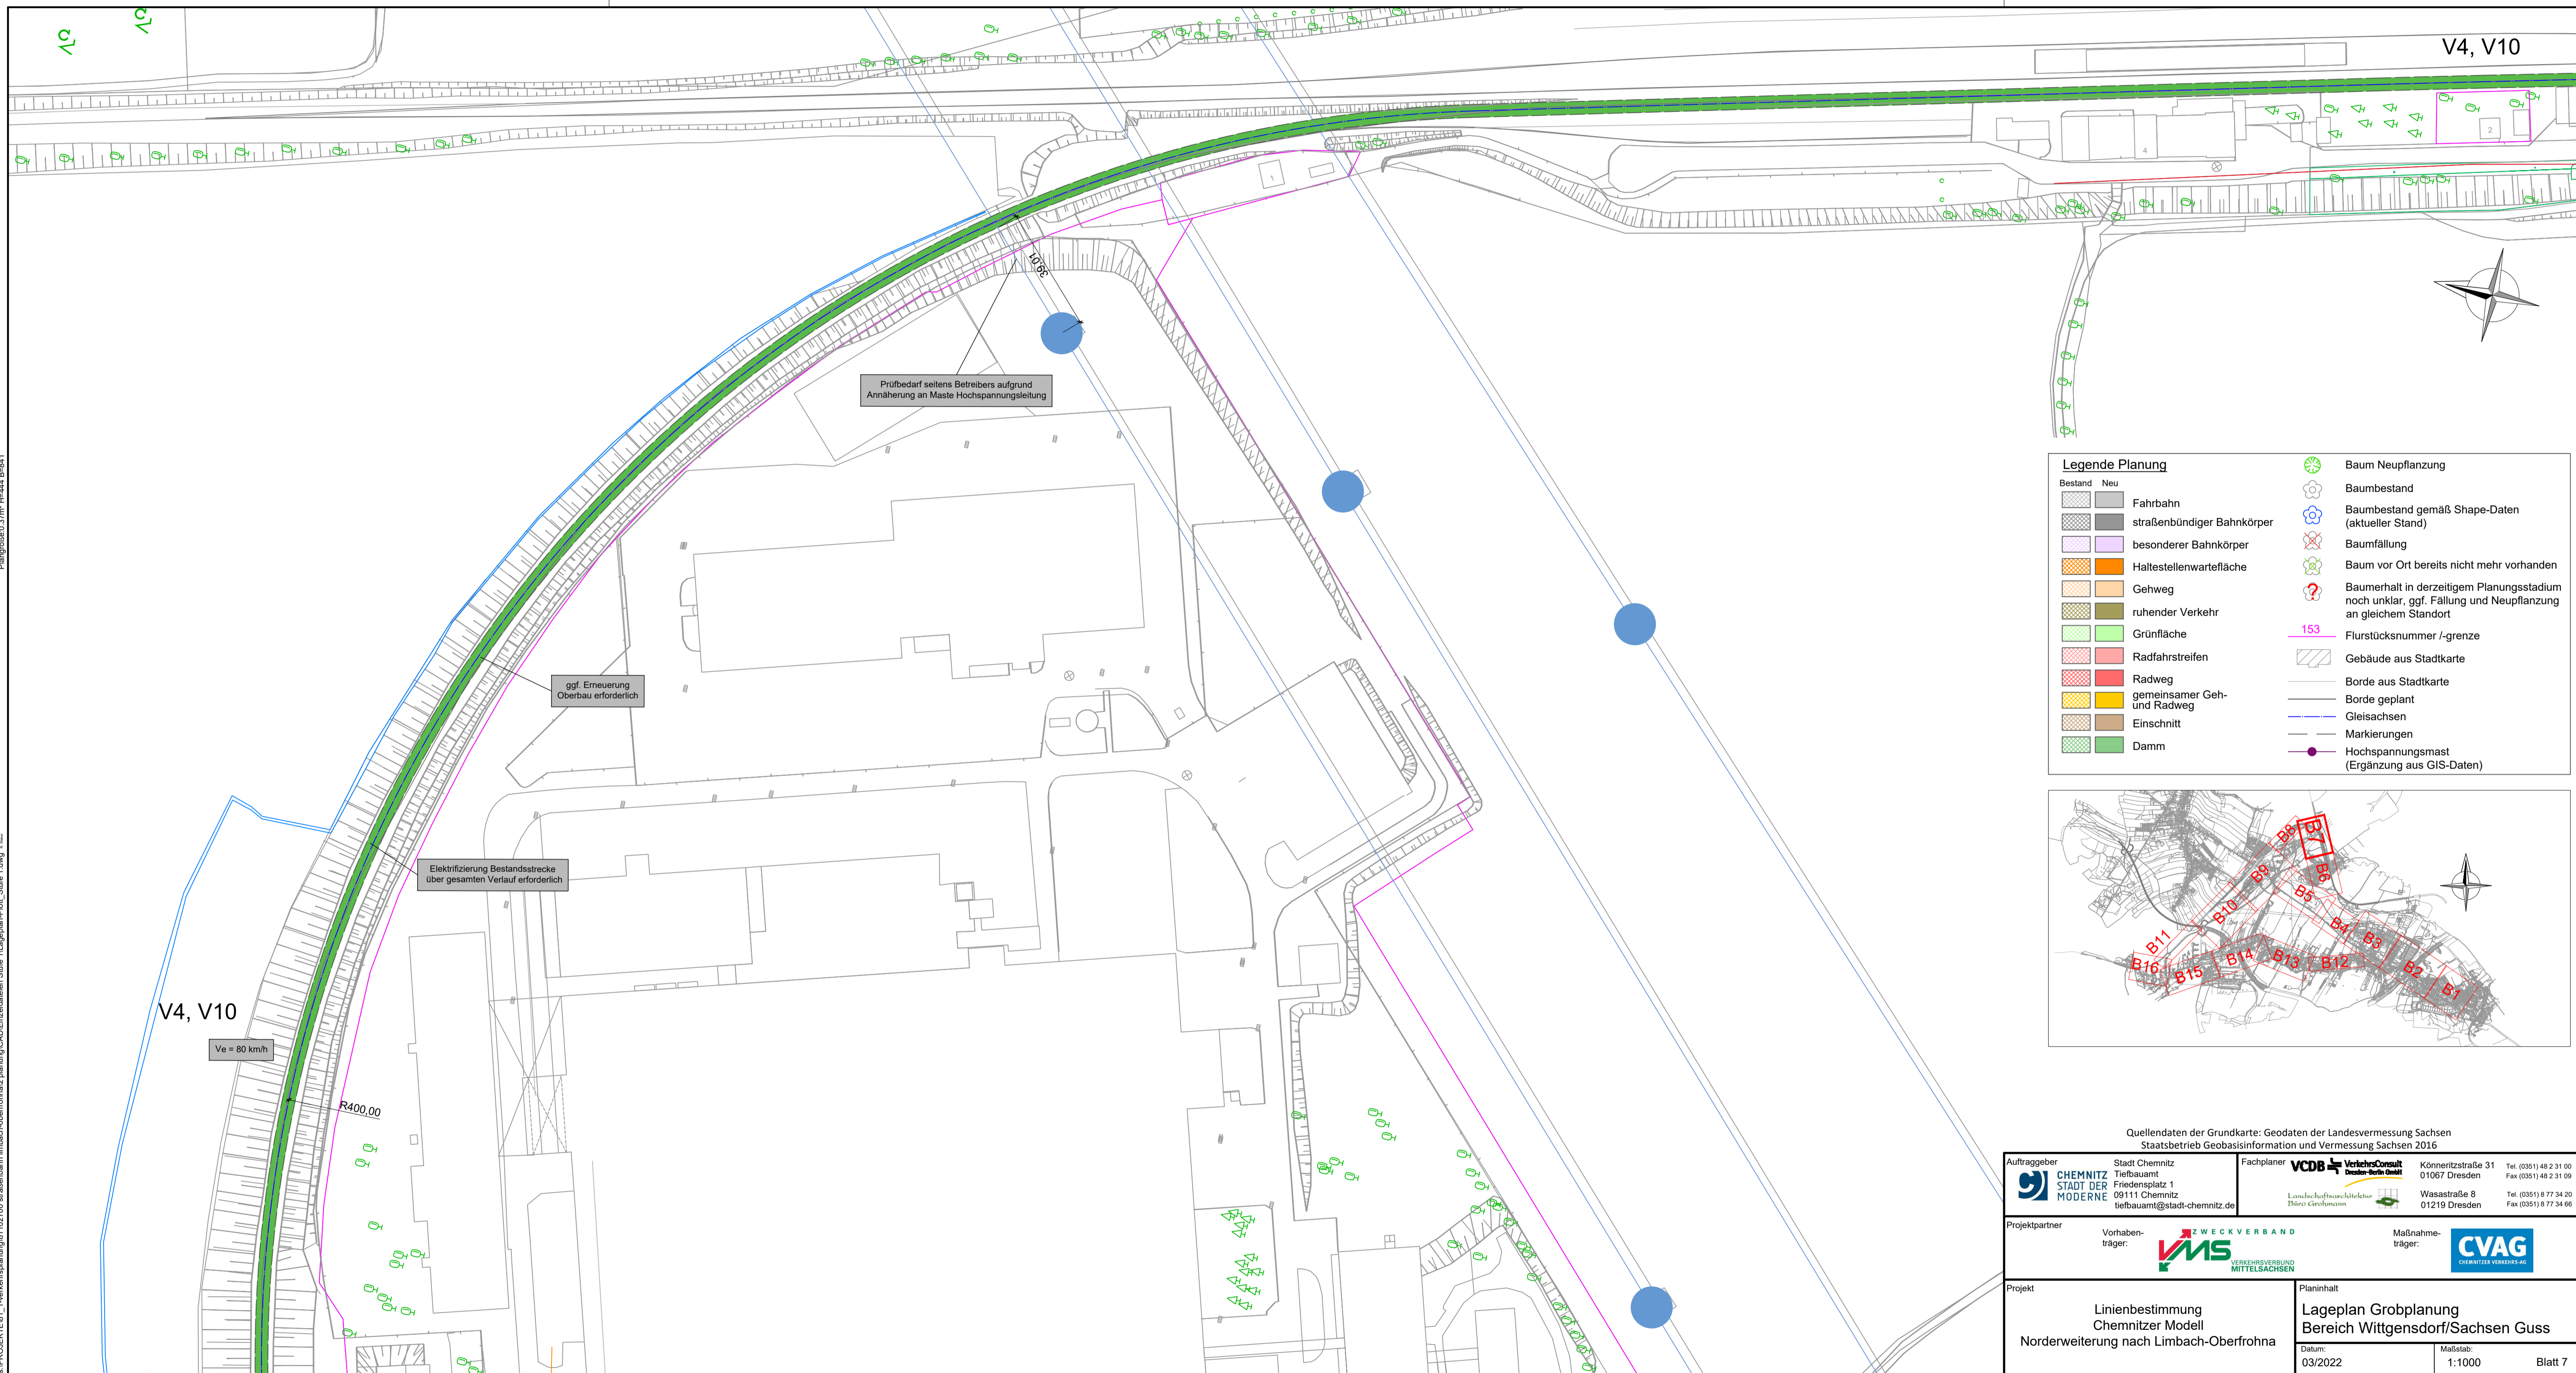 V4, V10
39,01
1
2
4
Prüfbedarf seitens Betreibers aufgrund
Annäherung an Maste Hochspannungsleitung
ggf. Erneuerung
Oberbau erforderlich
Elektrifizierung Bestandsstrecke
über gesamten Verlauf erforderlich
V4, V10
Ve = 80 km/h
R400,00
Legende Planung
Bestand Neu
Fahrbahn
straßenbündiger Bahnkörper
besonderer Bahnkörper
Haltestellenwartefläche
Gehweg
ruhender Verkehr
Grünfläche
Radfahrstreifen
Radweg
gemeinsamer Geh-
und Radweg
Einschnitt
Damm
Baum Neupflanzung
Baumbestand
Baumbestand gemäß Shape-Daten
(aktueller Stand)
Baumfällung
Baum vor Ort bereits nicht mehr vorhanden
Baumerhalt in derzeitigem Planungsstadium
noch unklar, ggf. Fällung und Neupflanzung
an gleichem Standort
153
Flurstücksnummer /-grenze
Gebäude aus Stadtkarte
Borde aus Stadtkarte
Borde geplant
Gleisachsen
Markierungen
Hochspannungsmast
(Ergänzung aus GIS-Daten)
B8
B7
B6
B9
B5
B10
B4
B3
B11
B16
B15
B14
B13
B12
B2
B1
Quellendaten der Grundkarte: Geodaten der Landesvermessung Sachsen
Staatsbetrieb Geobasisinformation und Vermessung Sachsen 2016
Auftraggeber
CHEMNITZ
STADT DER
MODERNE
Stadt Chemnitz
Tiefbauamt
Friedensplatz 1
09111 Chemnitz
tiefbauamt@stadt-chemnitz.de
Fachplaner
VCDB VerkehrsConsult
Dresden-Berlin GmbH
Könneritzstraße 31
01067 Dresden
Tel. (0351) 48 2 31 00
Fax (0351) 48 2 31 09
Landschaftsarchitektur
Büro Grohmann
Wasastraße 8
01219 Dresden
Tel. (0351) 8 77 34 20
Fax (0351) 8 77 34 66
Projektpartner
Vorhaben-
träger:
ZWECKVERBAND
VMS
VERKEHRSVERBUND
MITTELSACHSEN
Maßnahme-
träger:
CVAG
CHEMNITZER VERKEHRS-AG
Projekt
Linienbestimmung
Chemnitzer Modell
Norderweiterung nach Limbach-Oberfrohna
Planinhalt
Lageplan Grobplanung
Bereich Wittgensdorf/Sachsen Guss
Datum:
03/2022
Maßstab:
1:1000
Blatt 7